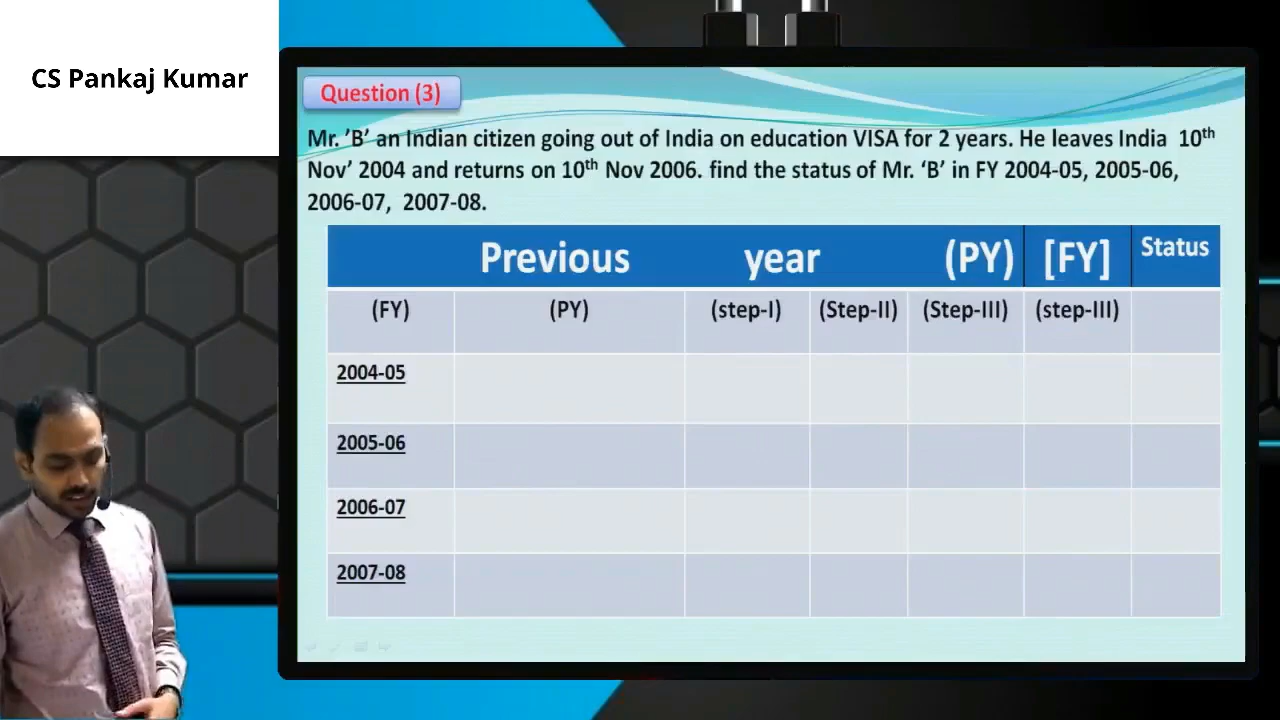 CS Pankaj Kumar
Question (3)
Mr. ’B’ an Indian citizen going out of India on education VISA for 2 years. He leaves India 10th
Nov’ 2004 and returns on 10th Nov 2006. find the status of Mr. ‘B’ in FY 2004-05, 2005-06,
2006-07, 2007-08.
Previous year (PY) [FY] Status
(FY) (PY) (step-I) (Step-II) (Step-III) (step-III)
2004-05
2005-06
2006-07
2007-08